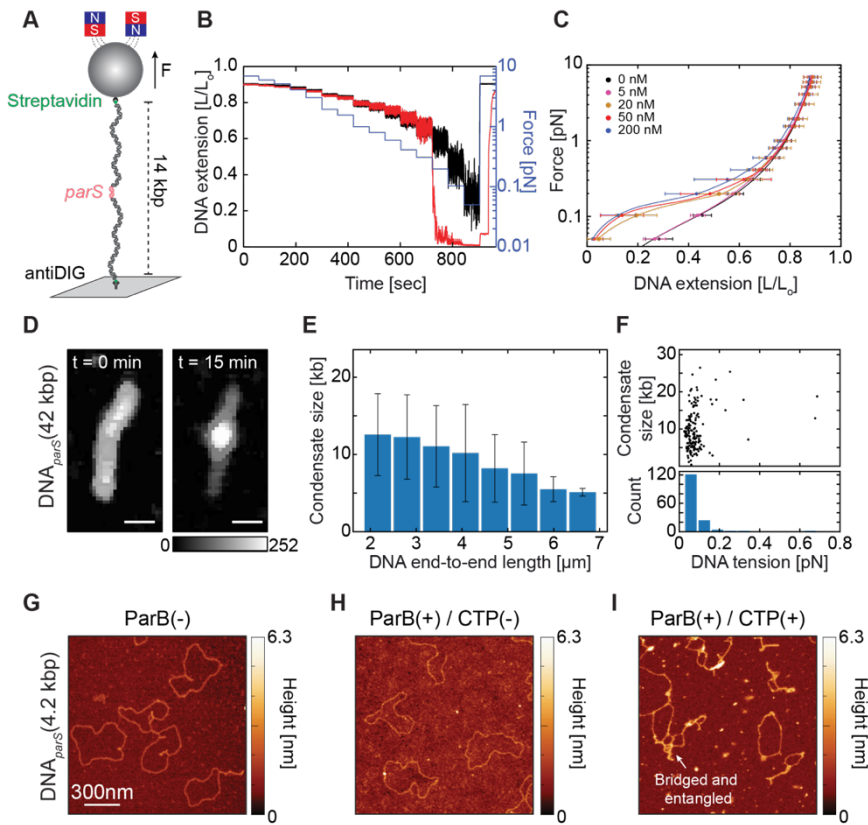 A
N
S
S
N
F
Streptavidin
parS
14 kbp
antiDIG
B
DNA extension [L/Lo]
1.0
0.8
0.6
0.4
0.2
0
0 200 400 600 800
Time [sec]
10
1
0.1
0.01
Force [pN]
C
Force [pN]
10
1
0.1
0 nM
5 nM
20 nM
50 nM
200 nM
0 0.2 0.4 0.6 0.8 1.0
DNA extension [L/Lo]
D
DNAparS(42 kbp)
t = 0 min
t = 15 min
0 252
E
Condensate size [kb]
20
10
0
2 3 4 5 6 7
DNA end-to-end length [µm]
F
Condensate
size [kb]
30
20
10
0
Count
120
60
0
0 0.2 0.4 0.6 0.8
DNA tension [pN]
G
ParB(-)
DNAparS(4.2 kbp)
300nm
6.3
Height [nm]
0
H
ParB(+) / CTP(-)
6.3
Height [nm]
0
I
ParB(+) / CTP(+)
Bridged and
entangled
6.3
Height [nm]
0